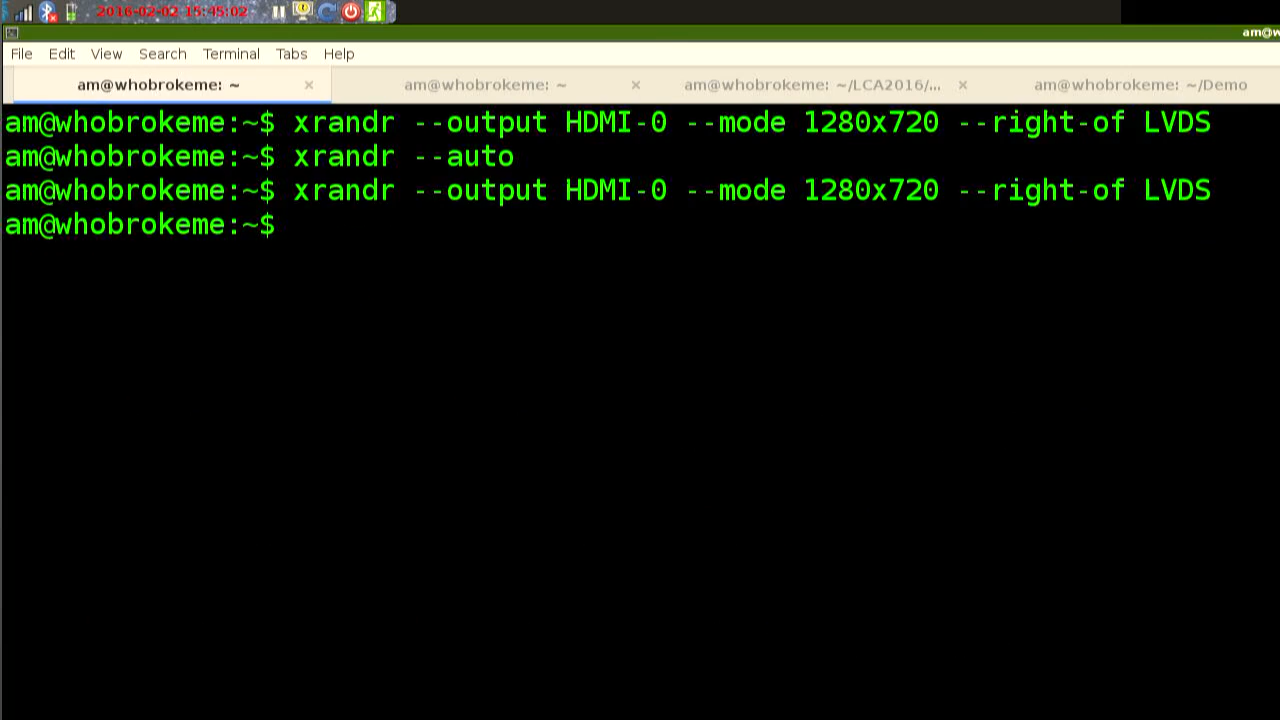 2016-02-02 15:45:02
am@w
File Edit View Search Terminal Tabs Help
am@whobrokeme: ~ × am@whobrokeme: ~ × am@whobrokeme: ~/LCA2016/... × am@whobrokeme: ~/Demo
am@whobrokeme:~$ xrandr --output HDMI-0 --mode 1280x720 --right-of LVDS
am@whobrokeme:~$ xrandr --auto
am@whobrokeme:~$ xrandr --output HDMI-0 --mode 1280x720 --right-of LVDS
am@whobrokeme:~$